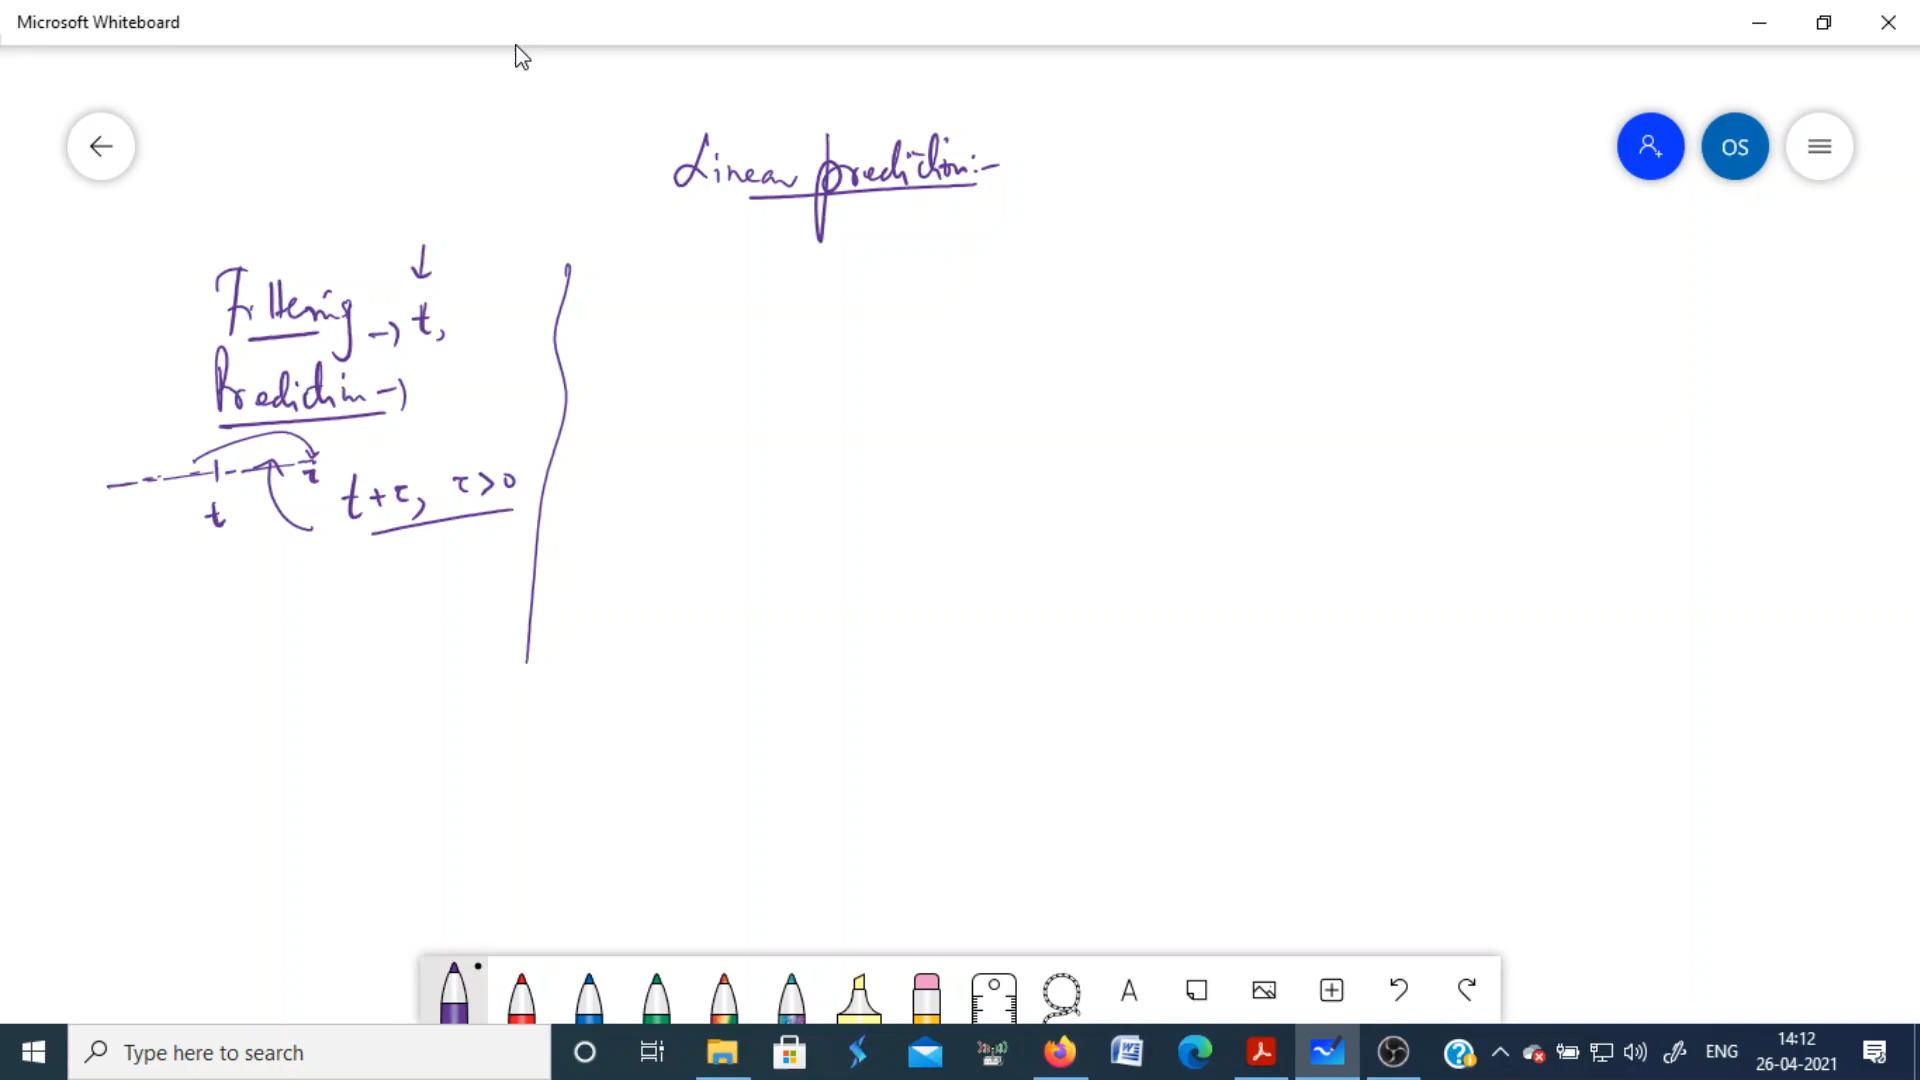 Microsoft Whiteboard
OS
Linear prediction:-
↓
Filtering → t,
Prediction →
t
τ
t+τ, τ>0
A
Type here to search
ENG
14:12
26-04-2021